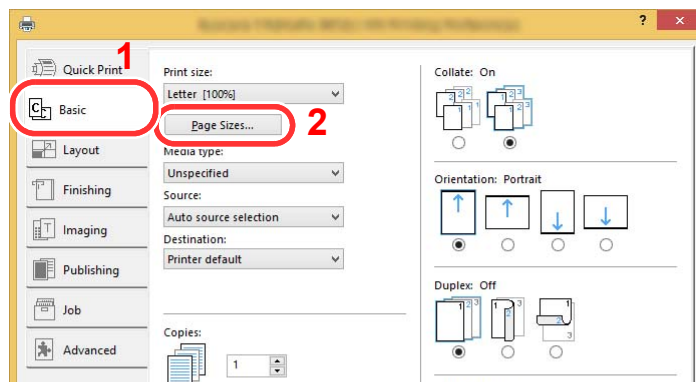 ?
1
Quick Print
Basic
Layout
Finishing
Imaging
Publishing
Job
Advanced
Print size:
Letter [100%]
Page Sizes...
2
Media type:
Unspecified
Source:
Auto source selection
Destination:
Printer default
Copies:
1
Collate: On
Orientation: Portrait
Duplex: Off